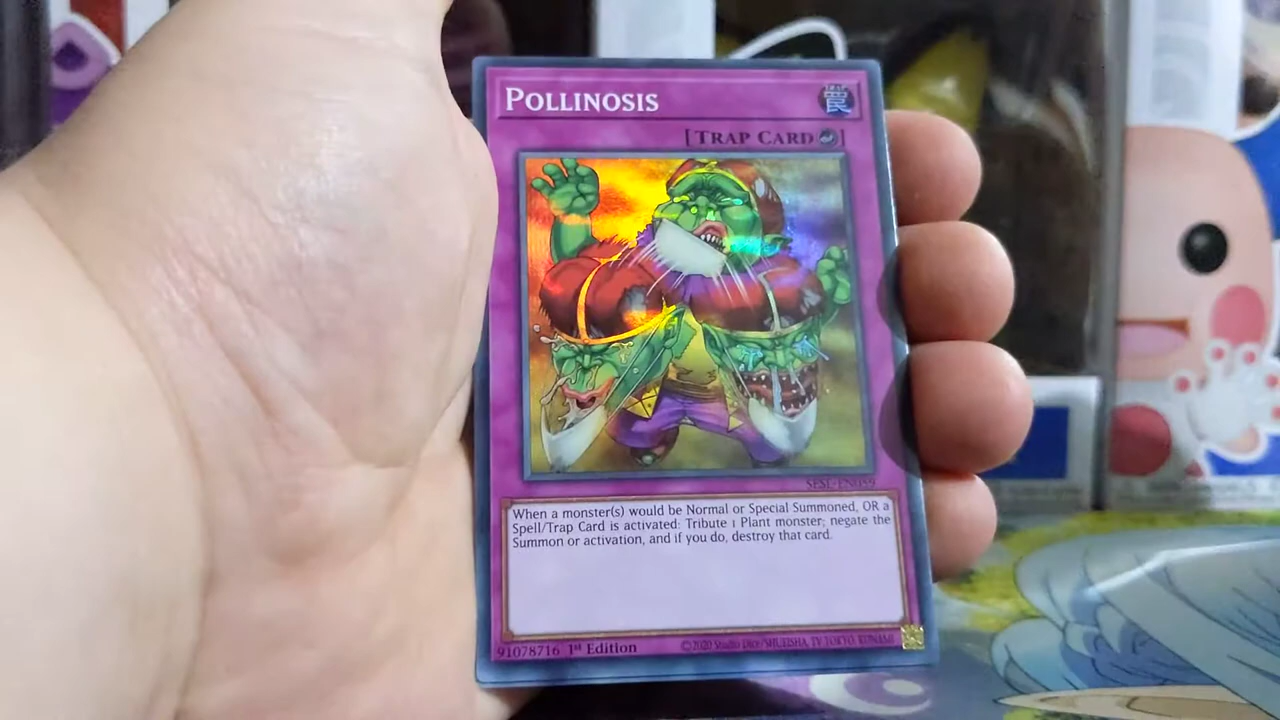 POLLINOSIS
罠
[TRAP CARD]
SESL-EN059
When a monster(s) would be Normal or Special Summoned, OR a
Spell/Trap Card is activated: Tribute 1 Plant monster; negate the
Summon or activation, and if you do, destroy that card.
91078716 1st Edition
©2020 Studio Dice/SHUEISHA, TV TOKYO, KONAMI